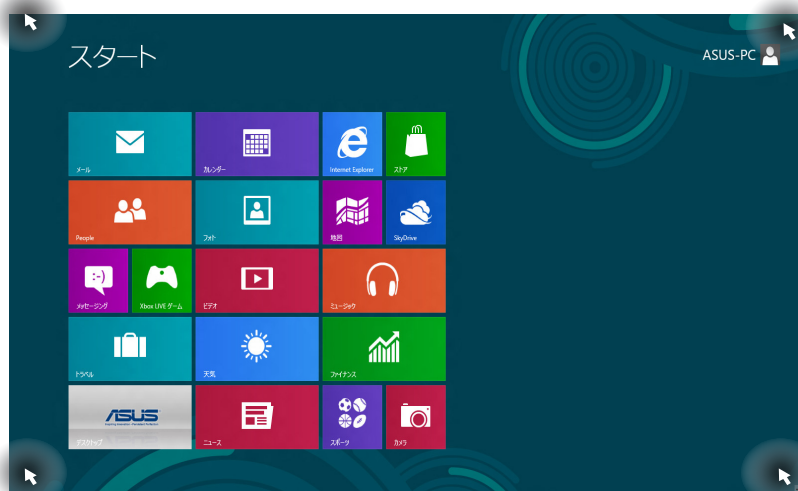 スタート
ASUS-PC
メール
カレンダー
Internet Explorer
ストア
People
フォト
地図
SkyDrive
:-)
メッセージング
Xbox LIVE ゲーム
ビデオ
ミュージック
トラベル
天気
ファイナンス
ASUS
デスクトップ
ニュース
スポーツ
カメラ